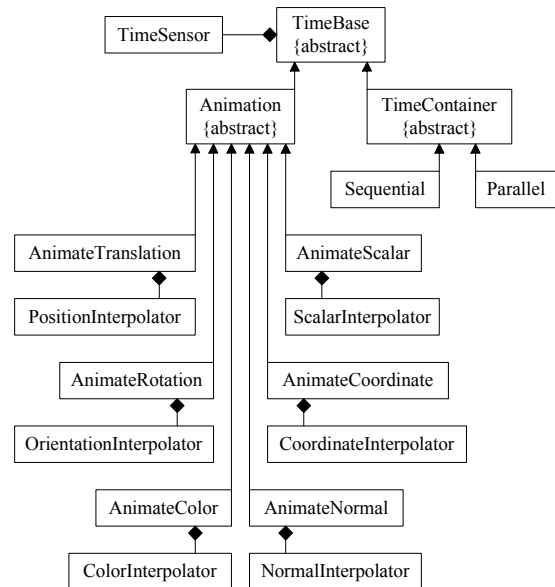 TimeSensor
TimeBase
{abstract}
Animation
{abstract}
TimeContainer
{abstract}
Sequential
Parallel
AnimateTranslation
AnimateScalar
PositionInterpolator
ScalarInterpolator
AnimateRotation
AnimateCoordinate
OrientationInterpolator
CoordinateInterpolator
AnimateColor
AnimateNormal
ColorInterpolator
NormalInterpolator